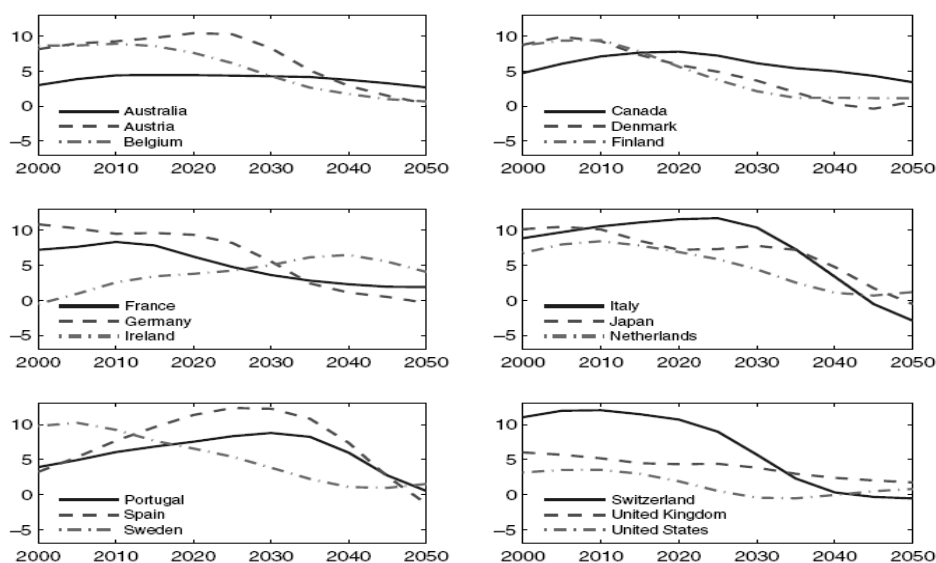 10
5
0
−5
Australia
Austria
Belgium
2000 2010 2020 2030 2040 2050
10
5
0
−5
Canada
Denmark
Finland
2000 2010 2020 2030 2040 2050
10
5
0
−5
France
Germany
Ireland
2000 2010 2020 2030 2040 2050
10
5
0
−5
Italy
Japan
Netherlands
2000 2010 2020 2030 2040 2050
10
5
0
−5
Portugal
Spain
Sweden
2000 2010 2020 2030 2040 2050
10
5
0
−5
Switzerland
United Kingdom
United States
2000 2010 2020 2030 2040 2050